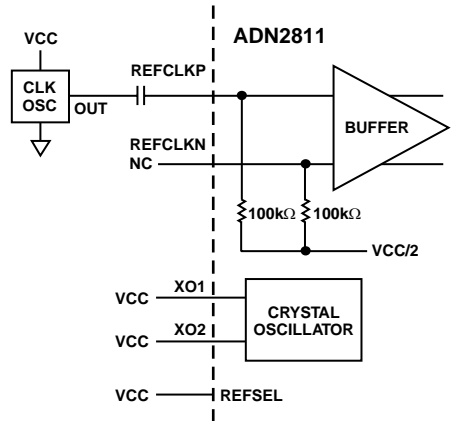 ADN2811
VCC
REFCLKP
CLK
OSC
OUT
BUFFER
REFCLKN
NC
100kΩ 100kΩ
VCC/2
VCC XO1
CRYSTAL
OSCILLATOR
VCC XO2
VCC REFSEL